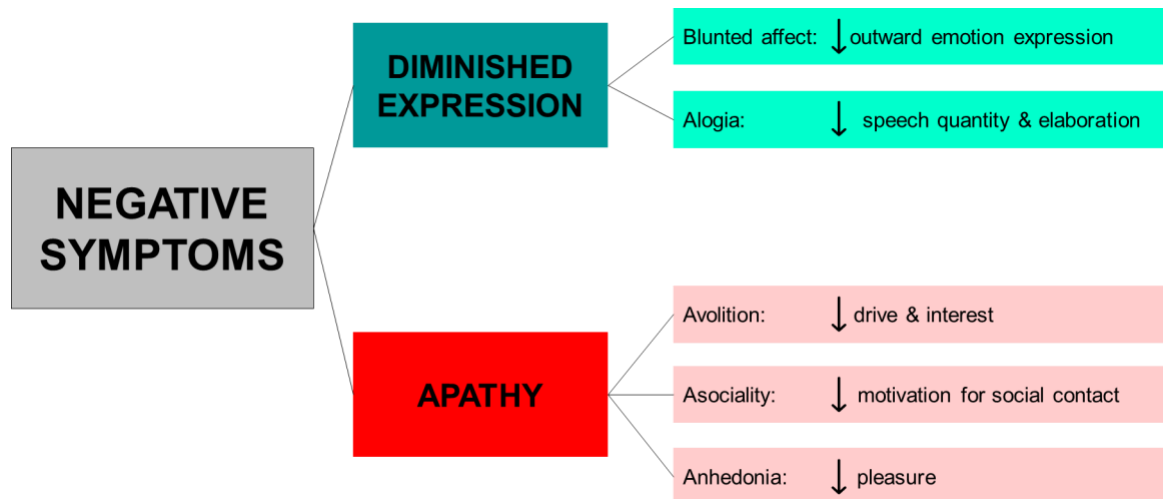 NEGATIVE
SYMPTOMS
DIMINISHED
EXPRESSION
Blunted affect: ↓ outward emotion expression
Alogia: ↓ speech quantity & elaboration
APATHY
Avolition: ↓ drive & interest
Asociality: ↓ motivation for social contact
Anhedonia: ↓ pleasure